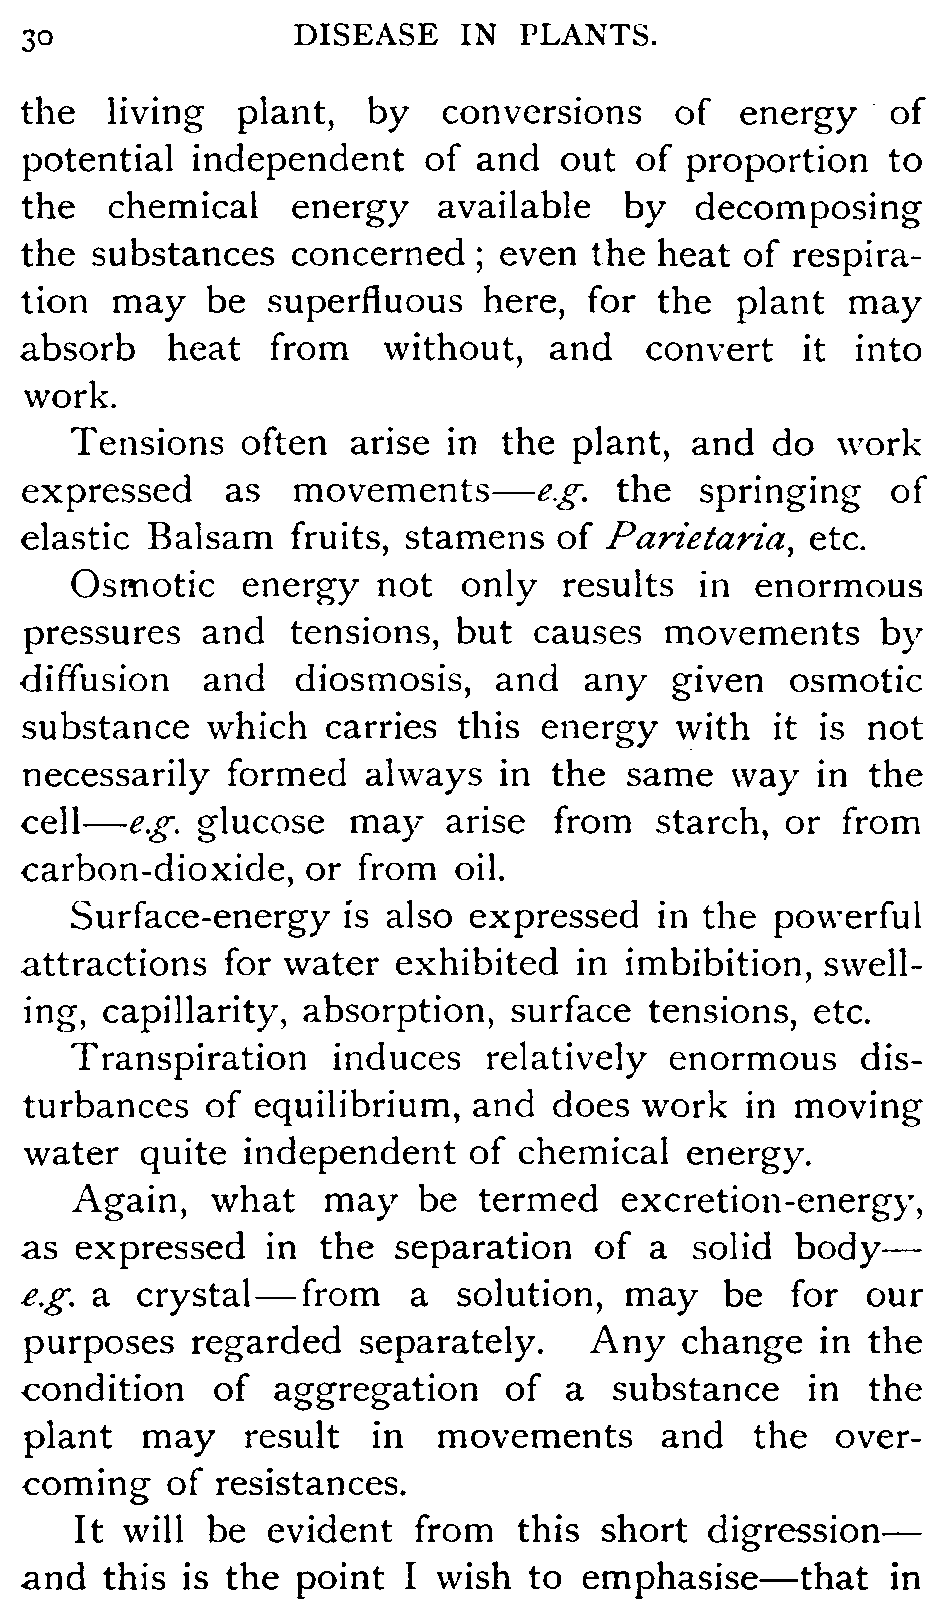 30 DISEASE IN PLANTS.
the living plant, by conversions of energy of
potential independent of and out of proportion to
the chemical energy available by decomposing
the substances concerned ; even the heat of respira-
tion may be superfluous here, for the plant may
absorb heat from without, and convert it into
work.
Tensions often arise in the plant, and do work
expressed as movements—e.g. the springing of
elastic Balsam fruits, stamens of Parietaria, etc.
Osmotic energy not only results in enormous
pressures and tensions, but causes movements by
diffusion and diosmosis, and any given osmotic
substance which carries this energy with it is not
necessarily formed always in the same way in the
cell—e.g. glucose may arise from starch, or from
carbon-dioxide, or from oil.
Surface-energy is also expressed in the powerful
attractions for water exhibited in imbibition, swell-
ing, capillarity, absorption, surface tensions, etc.
Transpiration induces relatively enormous dis-
turbances of equilibrium, and does work in moving
water quite independent of chemical energy.
Again, what may be termed excretion-energy,
as expressed in the separation of a solid body—
e.g. a crystal—from a solution, may be for our
purposes regarded separately. Any change in the
condition of aggregation of a substance in the
plant may result in movements and the over-
coming of resistances.
It will be evident from this short digression—
and this is the point I wish to emphasise—that in